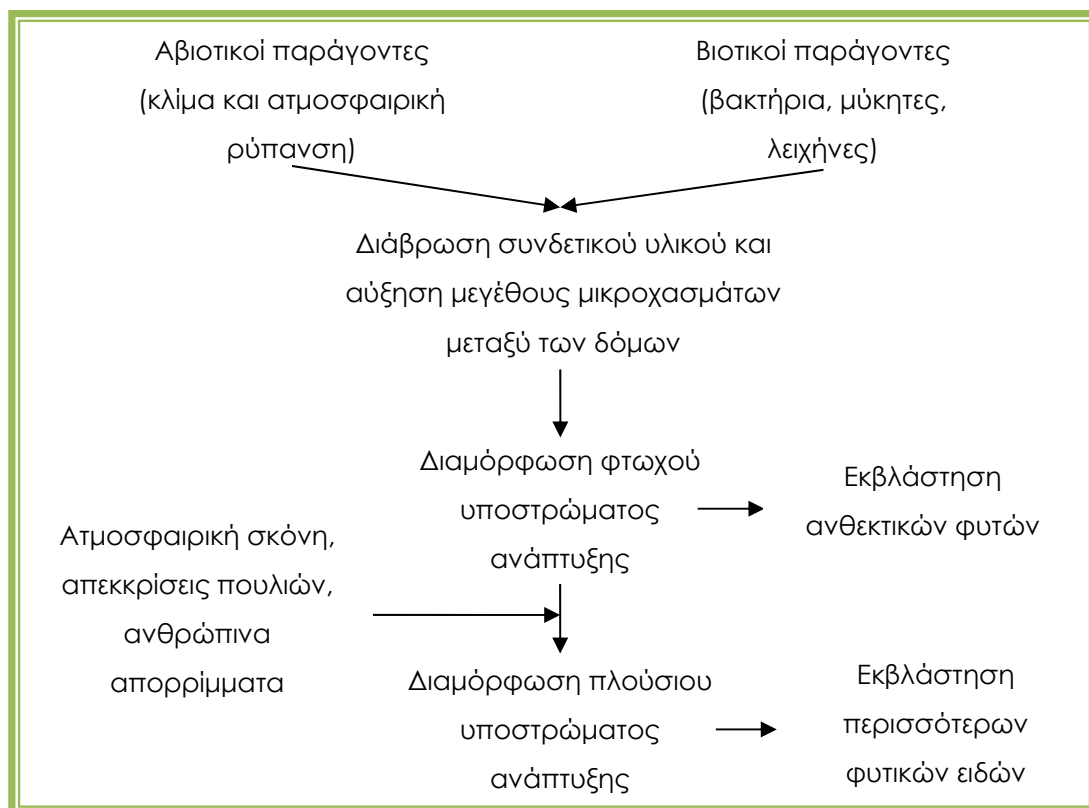 Αβιοτικοί παράγοντες
(κλίμα και ατμοσφαιρική
ρύπανση)
Βιοτικοί παράγοντες
(βακτήρια, μύκητες,
λειχήνες)
Διάβρωση συνδετικού υλικού και
αύξηση μεγέθους μικροχασμάτων
μεταξύ των δόμων
Διαμόρφωση φτωχού
υποστρώματος
ανάπτυξης
Εκβλάστηση
ανθεκτικών φυτών
Ατμοσφαιρική σκόνη,
απεκκρίσεις πουλιών,
ανθρώπινα
απορρίμματα
Διαμόρφωση πλούσιου
υποστρώματος
ανάπτυξης
Εκβλάστηση
περισσότερων
φυτικών ειδών